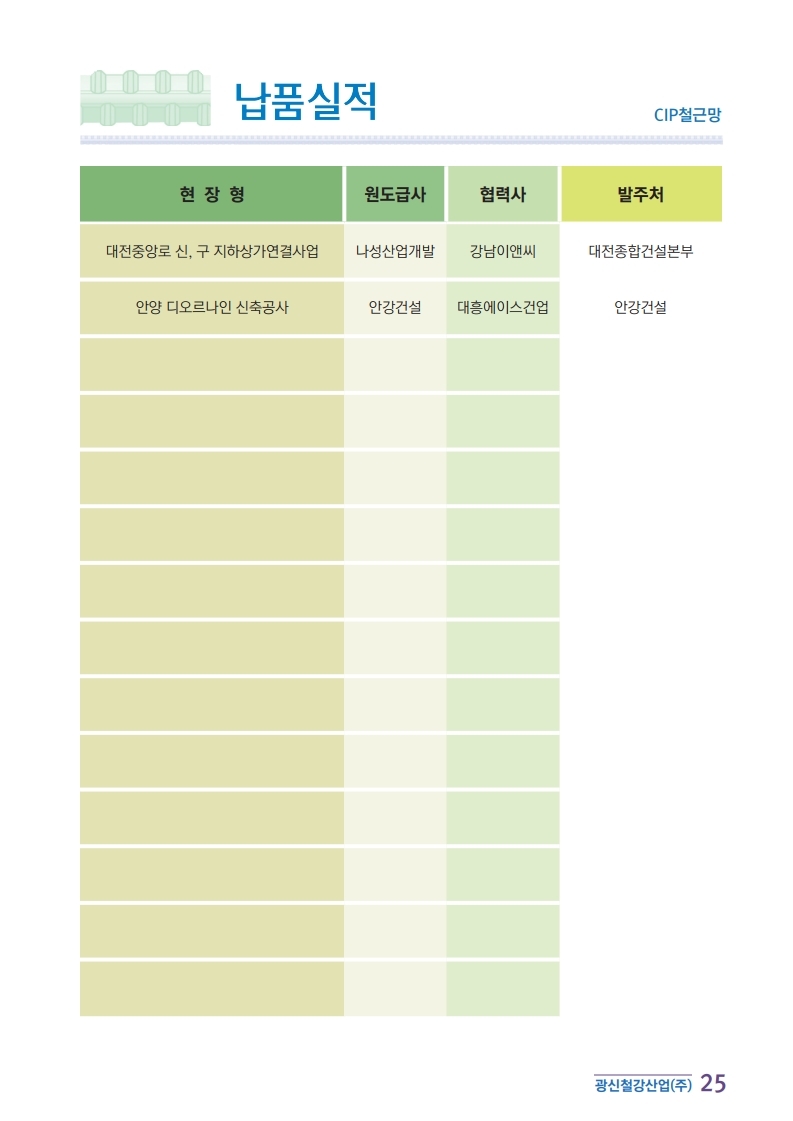 납품실적
CIP철근망
현 장 형 원도급사 협력사 발주처
대전중앙로 신, 구 지하상가연결사업 나성산업개발 강남이앤씨 대전종합건설본부
안양 디오르나인 신축공사 안강건설 대흥에이스건업 안강건설
광신철강산업(주) 25